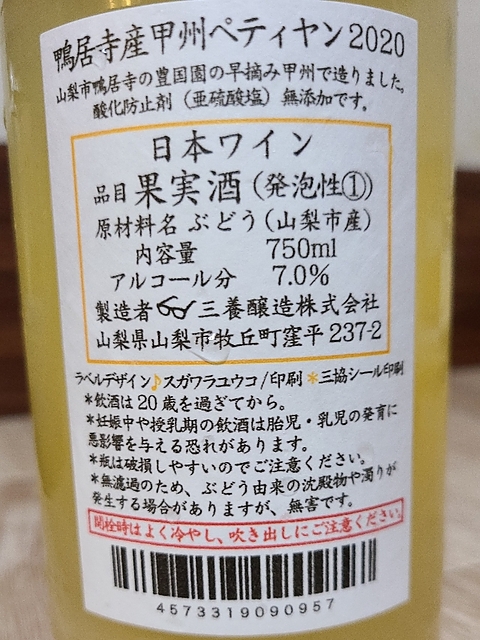 鴨居寺産甲州ペティヤン2020
山梨市鴨居寺の豊国園の早摘み甲州で造りました。
酸化防止剤（亜硫酸塩）無添加です。
日本ワイン
品目 果実酒（発泡性①）
原材料名 ぶどう（山梨市産）
内容量 750ml
アルコール分 7.0%
製造者 三養醸造株式会社
山梨県山梨市牧丘町窪平 237-2
ラベルデザイン♪スガワラユウコ/印刷＊三協シール印刷
＊飲酒は20歳を過ぎてから。
＊妊娠中や授乳期の飲酒は胎児・乳児の発育に
悪影響を与える恐れがあります。
＊瓶は破損しやすいのでご注意ください。
＊無濾過のため、ぶどう由来の沈殿物や濁りが
発生する場合がありますが、無害です。
開栓時はよく冷やし、吹き出しにご注意ください。
4573319090957